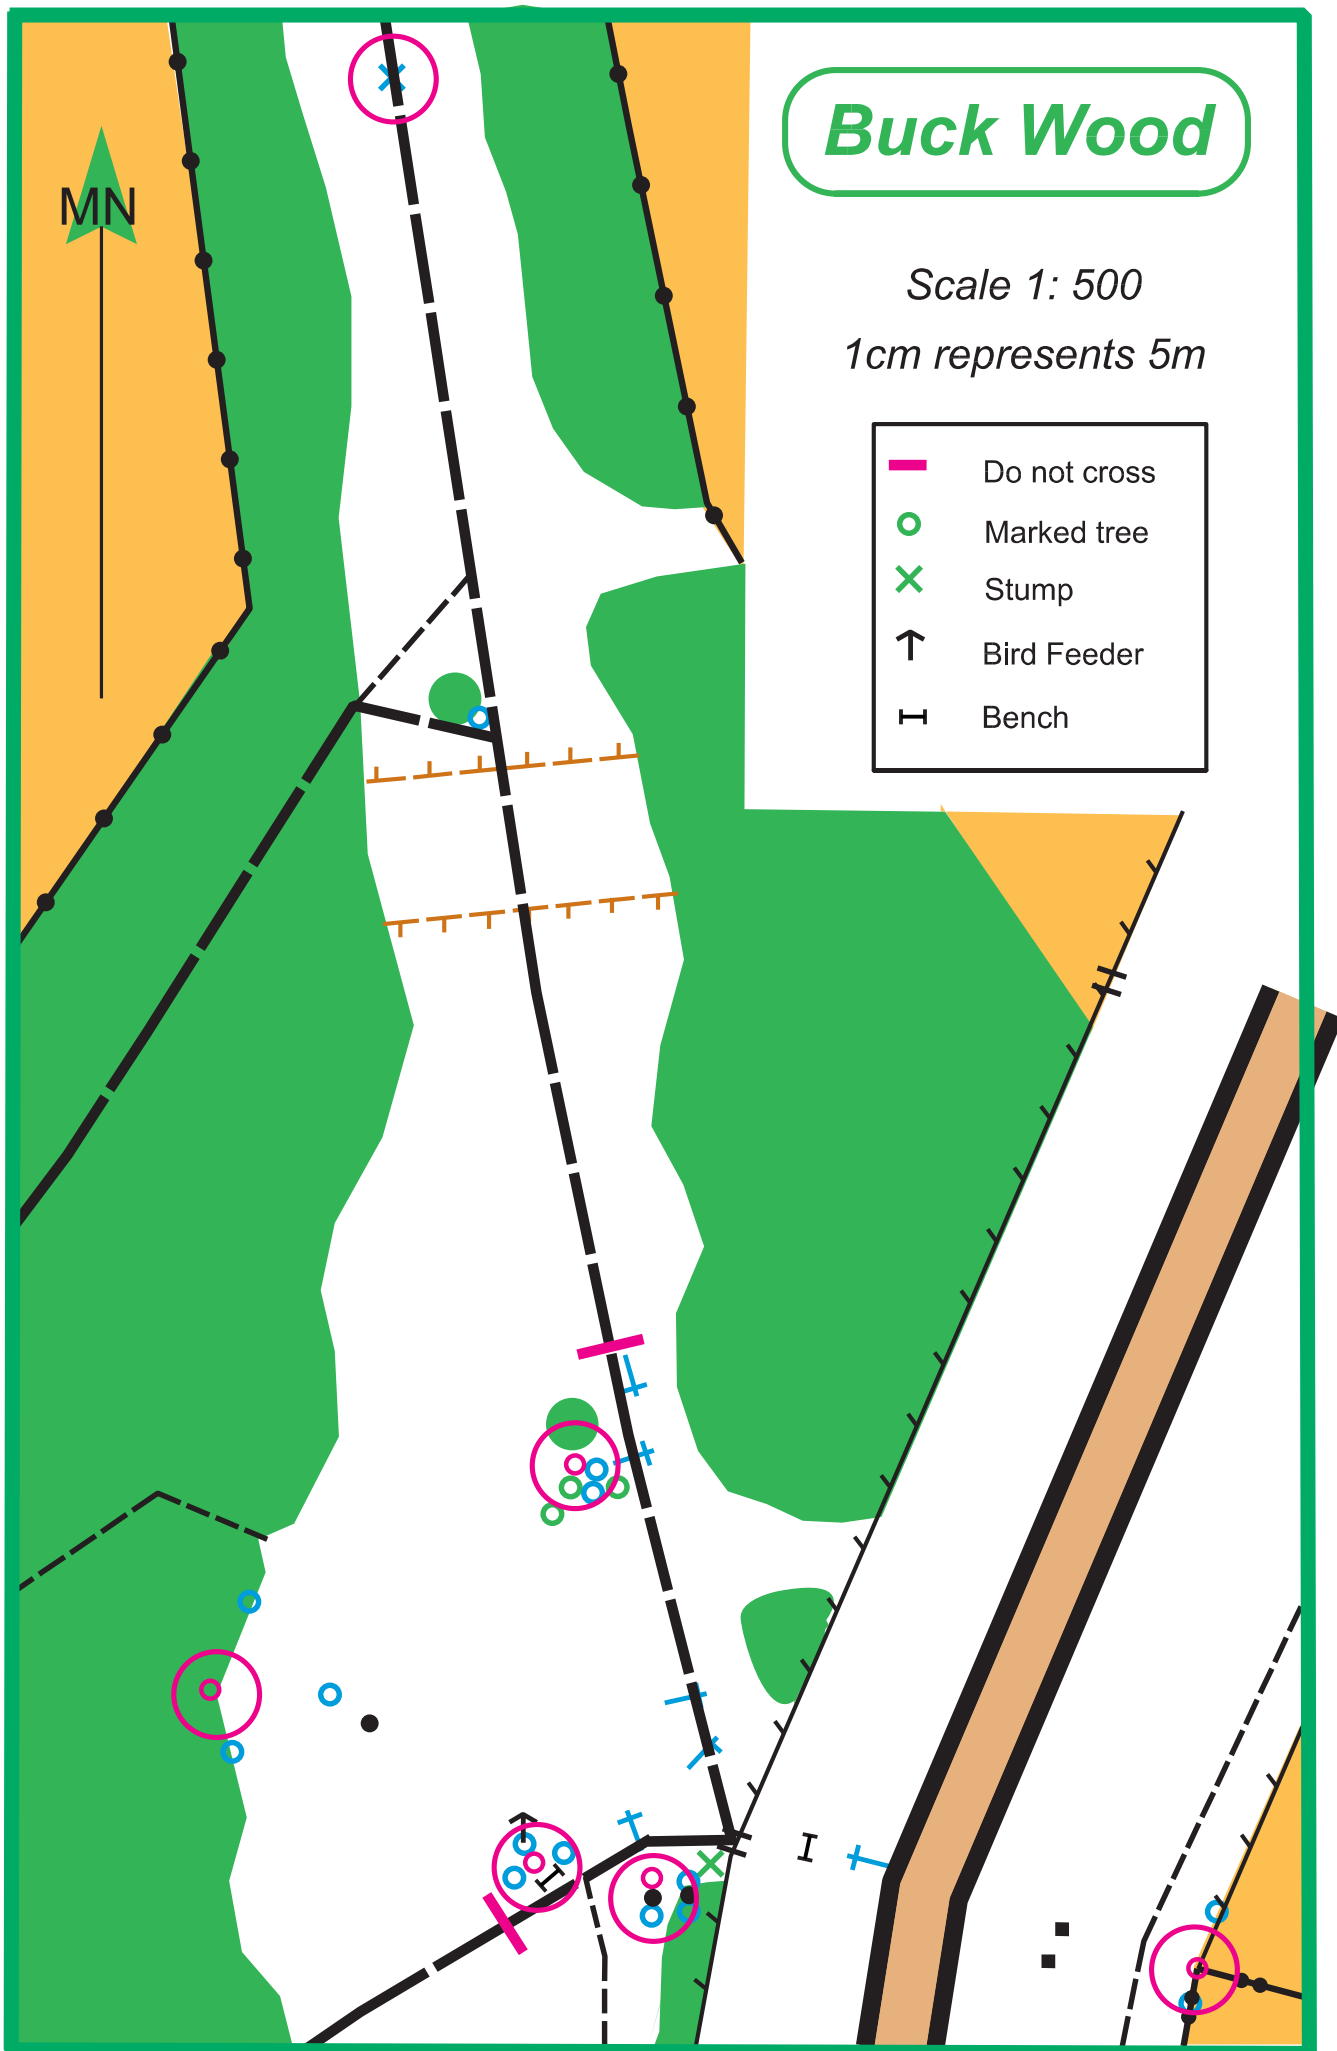 Buck Wood
MN
Scale 1: 500
1cm represents 5m
Do not cross
Marked tree
Stump
Bird Feeder
Bench